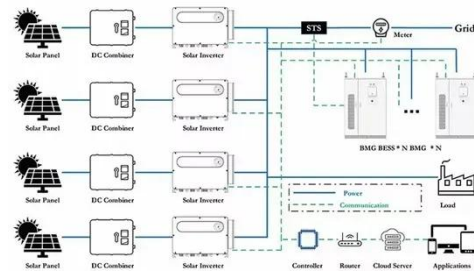 STS
Meter
Grid
Solar Panel
DC Combiner
Solar Inverter
Solar Panel
DC Combiner
Solar Inverter
BMG BESS * N BMG * N
Solar Panel
DC Combiner
Solar Inverter
Power
Communication
Load
Solar Panel
DC Combiner
Solar Inverter
Controller
Router
Cloud Server
Applications